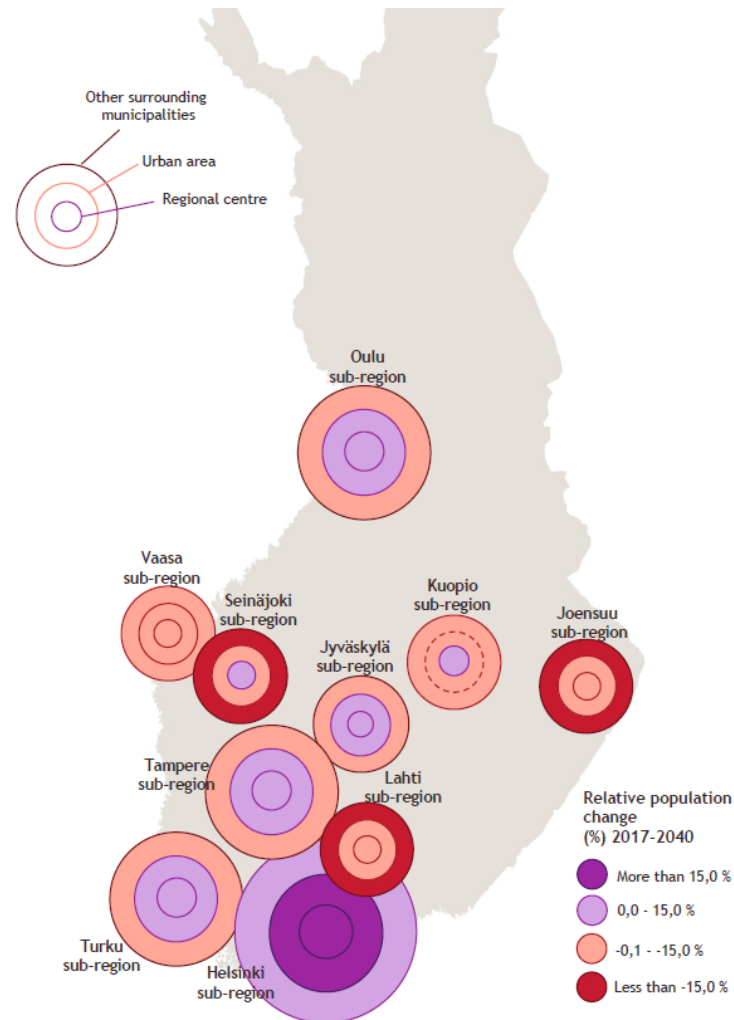 Other surrounding
municipalities
Urban area
Regional centre
Oulu
sub-region
Vaasa
sub-region
Seinäjoki
sub-region
Kuopio
sub-region
Joensuu
sub-region
Jyväskylä
sub-region
Tampere
sub-region
Lahti
sub-region
Turku
sub-region
Helsinki
sub-region
Relative population
change
(%) 2017-2040
More than 15,0 %
0,0 - 15,0 %
-0,1 - -15,0 %
Less than -15,0 %